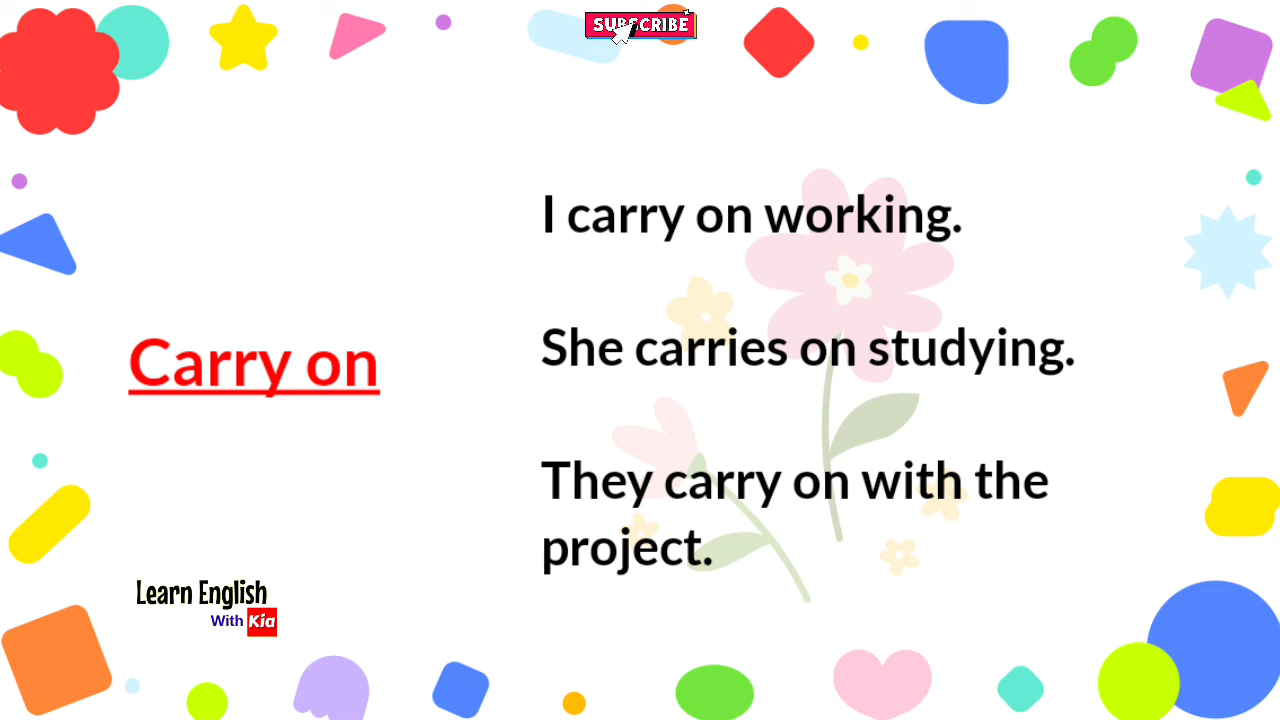 SUBSCRIBE
I carry on working.
She carries on studying.
Carry on
They carry on with the
project.
Learn English
With Kia